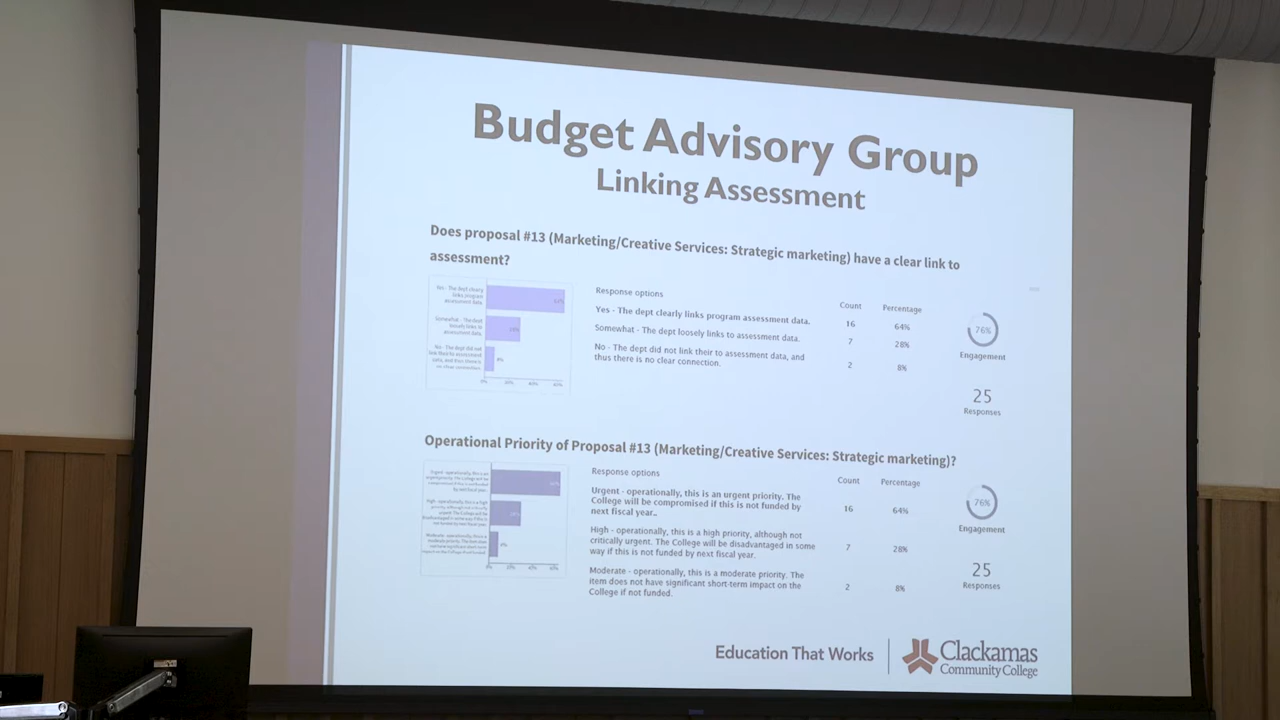 Budget Advisory Group
Linking Assessment
Does proposal #13 (Marketing/Creative Services: Strategic marketing) have a clear link to
assessment?
Response options
Count
Percentage
Yes - The dept clearly links program assessment data.
16
64%
Somewhat - The dept loosely links to assessment data.
7
28%
No - The dept did not link their to assessment data, and
thus there is no clear connection.
2
8%
76%
Engagement
25
Responses
Operational Priority of Proposal #13 (Marketing/Creative Services: Strategic marketing)?
Response options
Count
Percentage
Urgent - operationally, this is an urgent priority. The
College will be compromised if this is not funded by
next fiscal year..
16
64%
High - operationally, this is a high priority, although not
critically urgent. The College will be disadvantaged in some
way if this is not funded by next fiscal year.
7
28%
Moderate - operationally, this is a moderate priority. The
item does not have significant short-term impact on the
College if not funded.
2
8%
76%
Engagement
25
Responses
Education That Works
Clackamas
Community College